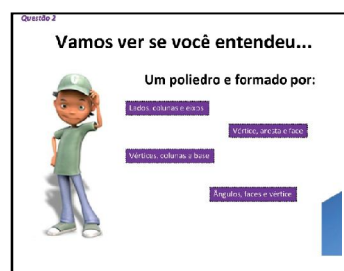 Questão 2
Vamos ver se você entendeu...
Um poliedro e formado por:
Lados, colunas e eixos
Vértice, aresta e face
Vértices, colunas e base
Ângulos, faces e vertice